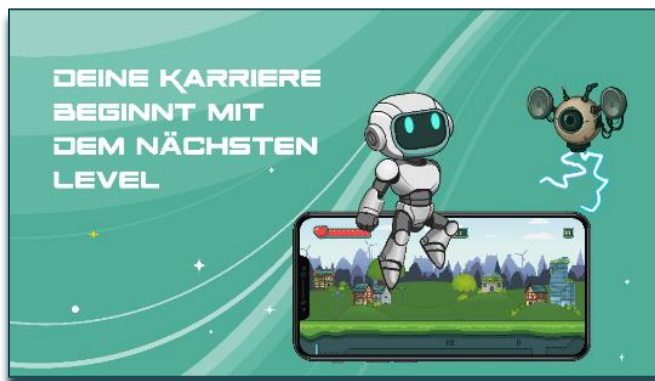 DEINE KARRIERE
BEGINNT MIT
DEM NÄCHSTEN
LEVEL